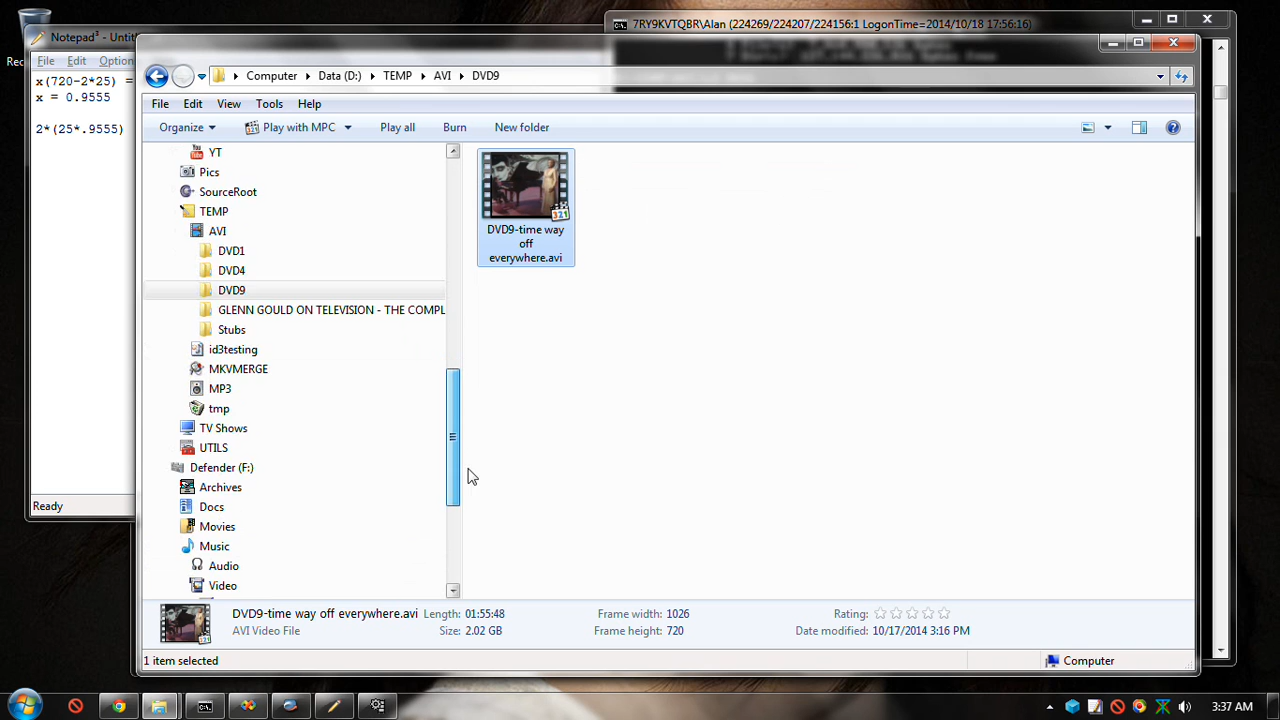 7RY9KVTQBR\Alan (224269/224207/224156:1 LogonTime=2014/10/18 17:56:16)
Notepad³ - Untit
Rec
File Edit Option
x(720-2*25) =
x = 0.9555
2*(25*.9555)
Ready
Computer Data (D:) TEMP AVI DVD9
File Edit View Tools Help
Organize Play with MPC Play all Burn New folder
YT
Pics
SourceRoot
TEMP
AVI
DVD1
DVD4
DVD9
GLENN GOULD ON TELEVISION - THE COMPL
Stubs
id3testing
MKVMERGE
MP3
tmp
TV Shows
UTILS
Defender (F:)
Archives
Docs
Movies
Music
Audio
Video
321
DVD9-time way
off
everywhere.avi
DVD9-time way off everywhere.avi Length: 01:55:48 Frame width: 1026 Rating:
AVI Video File Size: 2.02 GB Frame height: 720 Date modified: 10/17/2014 3:16 PM
1 item selected Computer
3:37 AM